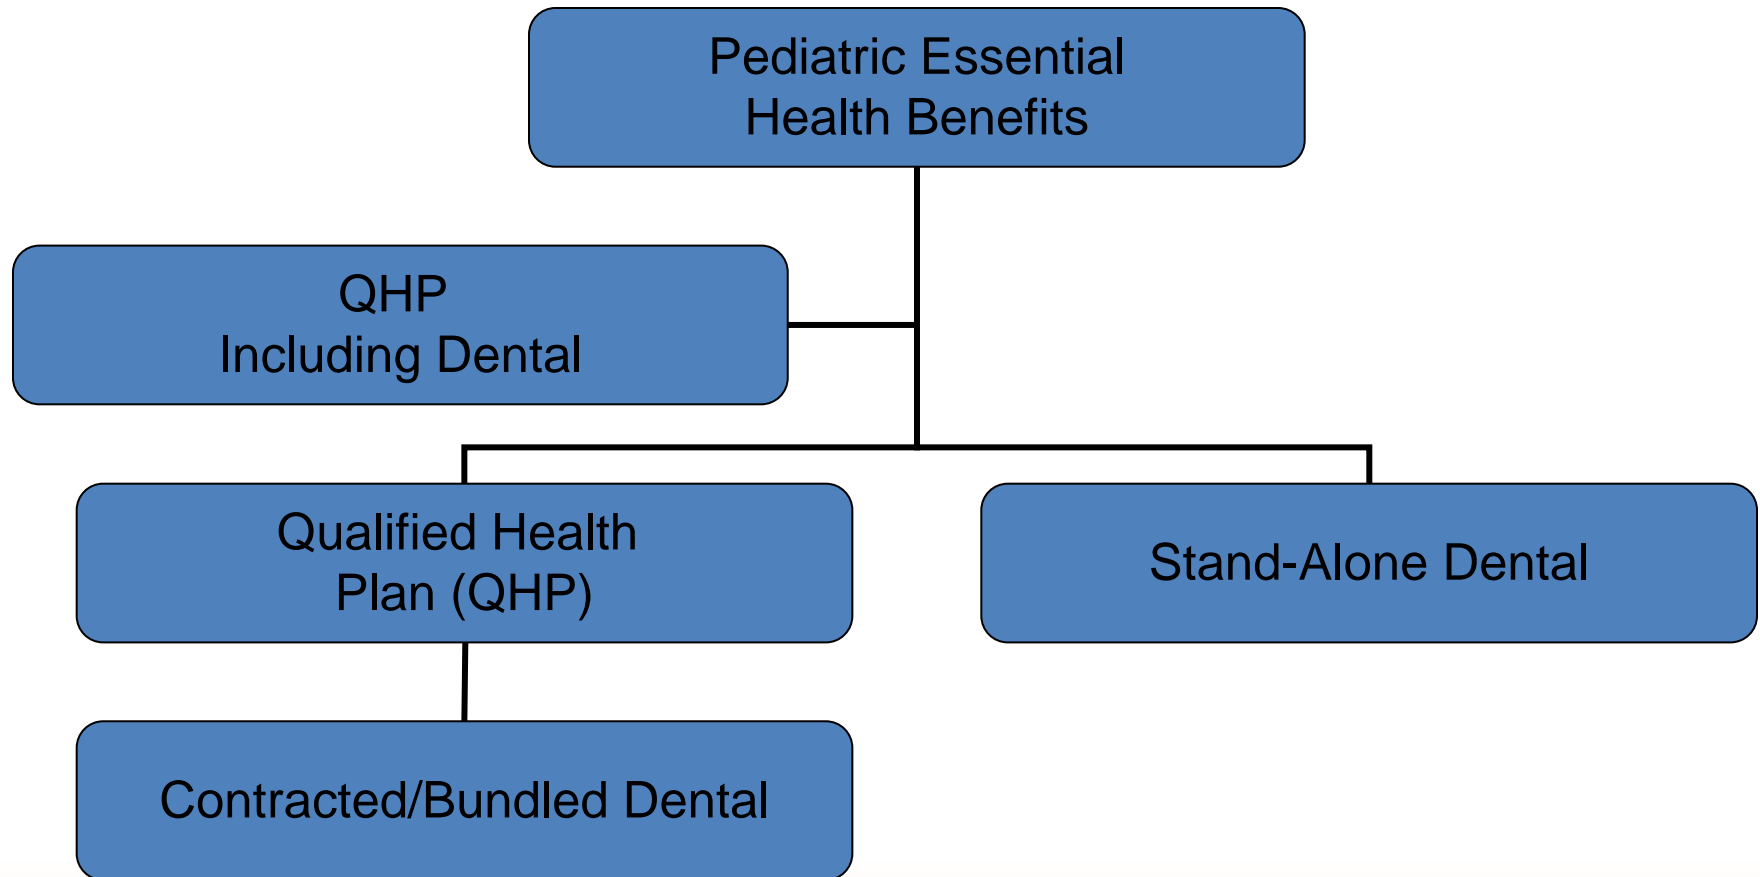 Pediatric Essential
Health Benefits
QHP
Including Dental
Qualified Health
Plan (QHP)
Stand-Alone Dental
Contracted/Bundled Dental